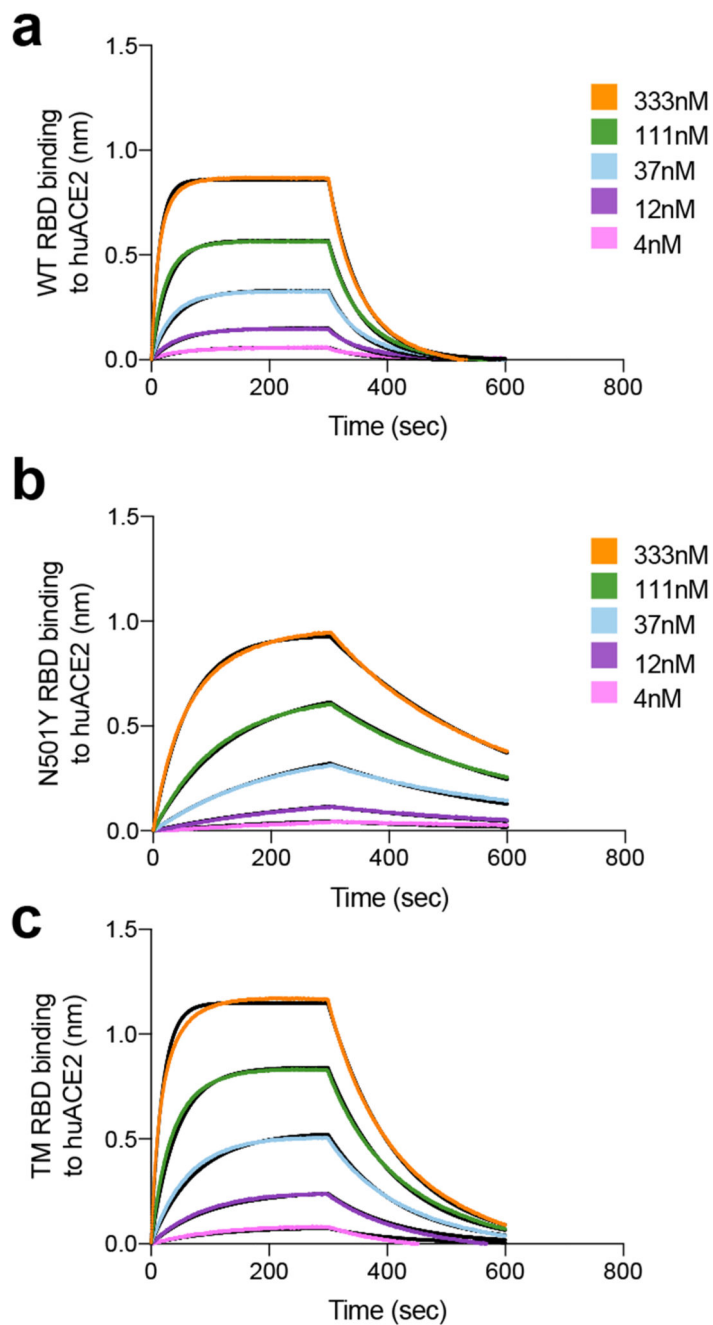 a
WT RBD binding
to huACE2 (nm)
1.5
1.0
0.5
0.0
0
200
400
600
800
Time (sec)
333nM
111nM
37nM
12nM
4nM
b
N501Y RBD binding
to huACE2 (nm)
1.5
1.0
0.5
0.0
0
200
400
600
800
Time (sec)
333nM
111nM
37nM
12nM
4nM
c
TM RBD binding
to huACE2 (nm)
1.5
1.0
0.5
0.0
0
200
400
600
800
Time (sec)